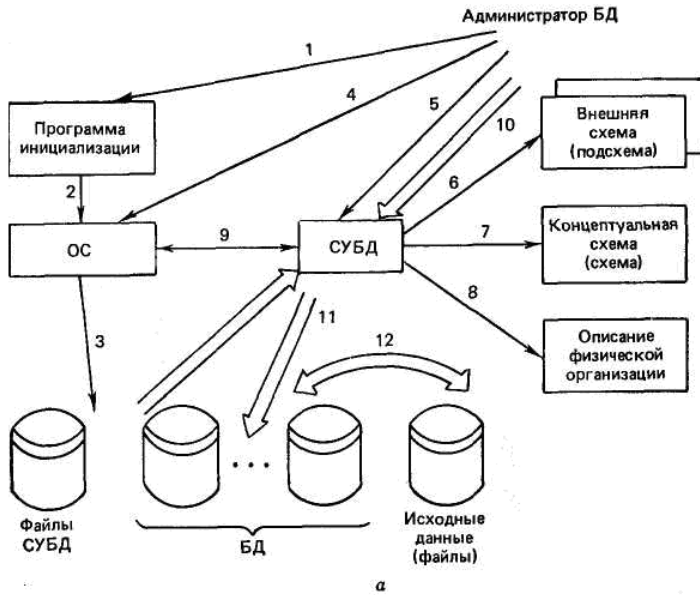 Администратор БД
1
4
5
10
Программа
инициализации
Внешняя
схема
(подсхема)
2
6
ОС
9
СУБД
7
Концептуальная
схема
(схема)
8
3
11
12
Описание
физической
организации
...
Файлы
СУБД
БД
Исходные
данные
(файлы)
а